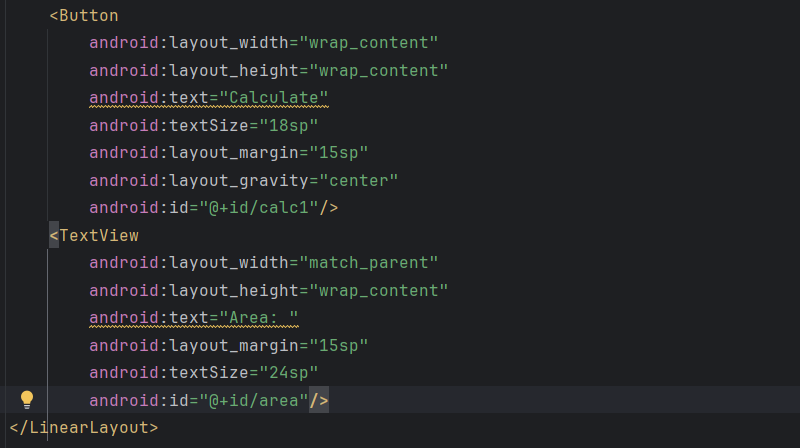 <Button
android:layout_width="wrap_content"
android:layout_height="wrap_content"
android:text="Calculate"
android:textSize="18sp"
android:layout_margin="15sp"
android:layout_gravity="center"
android:id="@+id/calc1"/>
<TextView
android:layout_width="match_parent"
android:layout_height="wrap_content"
android:text="Area: "
android:layout_margin="15sp"
android:textSize="24sp"
android:id="@+id/area"/>
</LinearLayout>